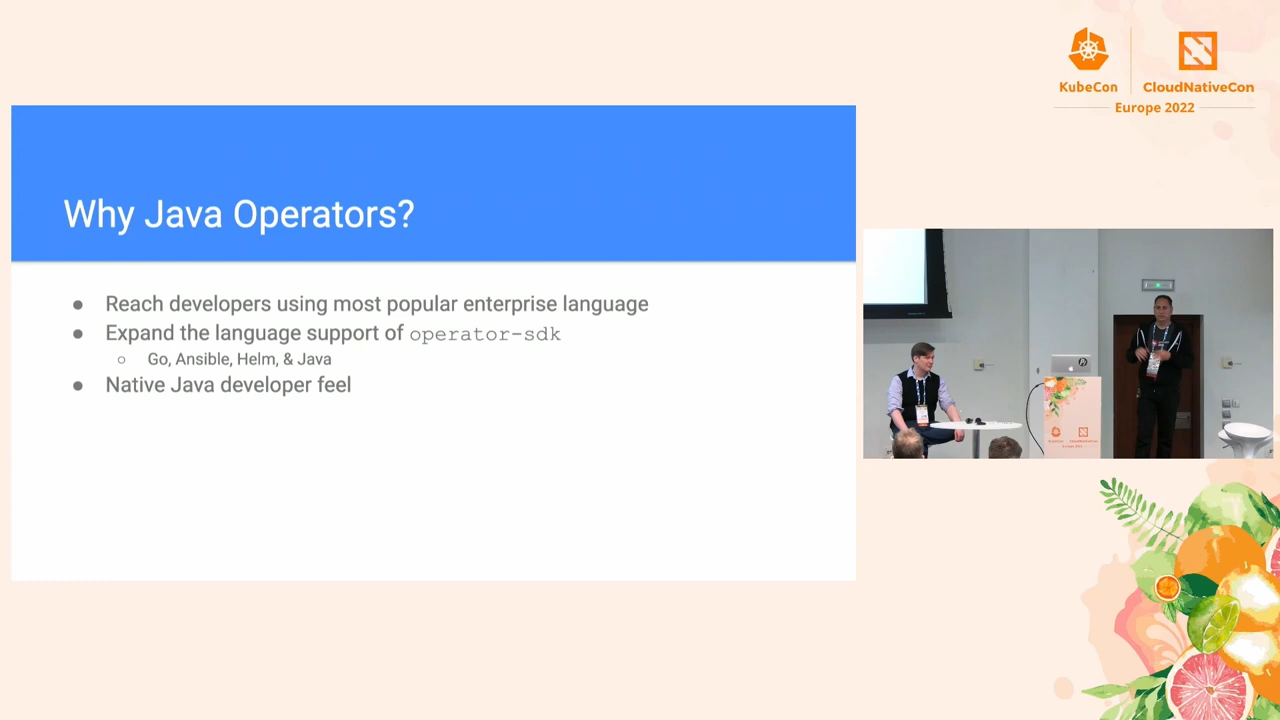 KubeCon
CloudNativeCon
Europe 2022
Why Java Operators?
● Reach developers using most popular enterprise language
● Expand the language support of operator-sdk
○ Go, Ansible, Helm, & Java
● Native Java developer feel